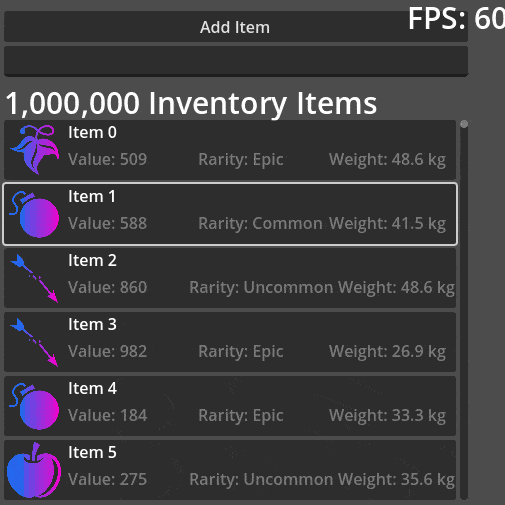 FPS: 60
Add Item
1,000,000 Inventory Items
Item 0
Value: 509 Rarity: Epic Weight: 48.6 kg
Item 1
Value: 588 Rarity: Common Weight: 41.5 kg
Item 2
Value: 860 Rarity: Uncommon Weight: 48.6 kg
Item 3
Value: 982 Rarity: Epic Weight: 26.9 kg
Item 4
Value: 184 Rarity: Epic Weight: 33.3 kg
Item 5
Value: 275 Rarity: Uncommon Weight: 35.6 kg